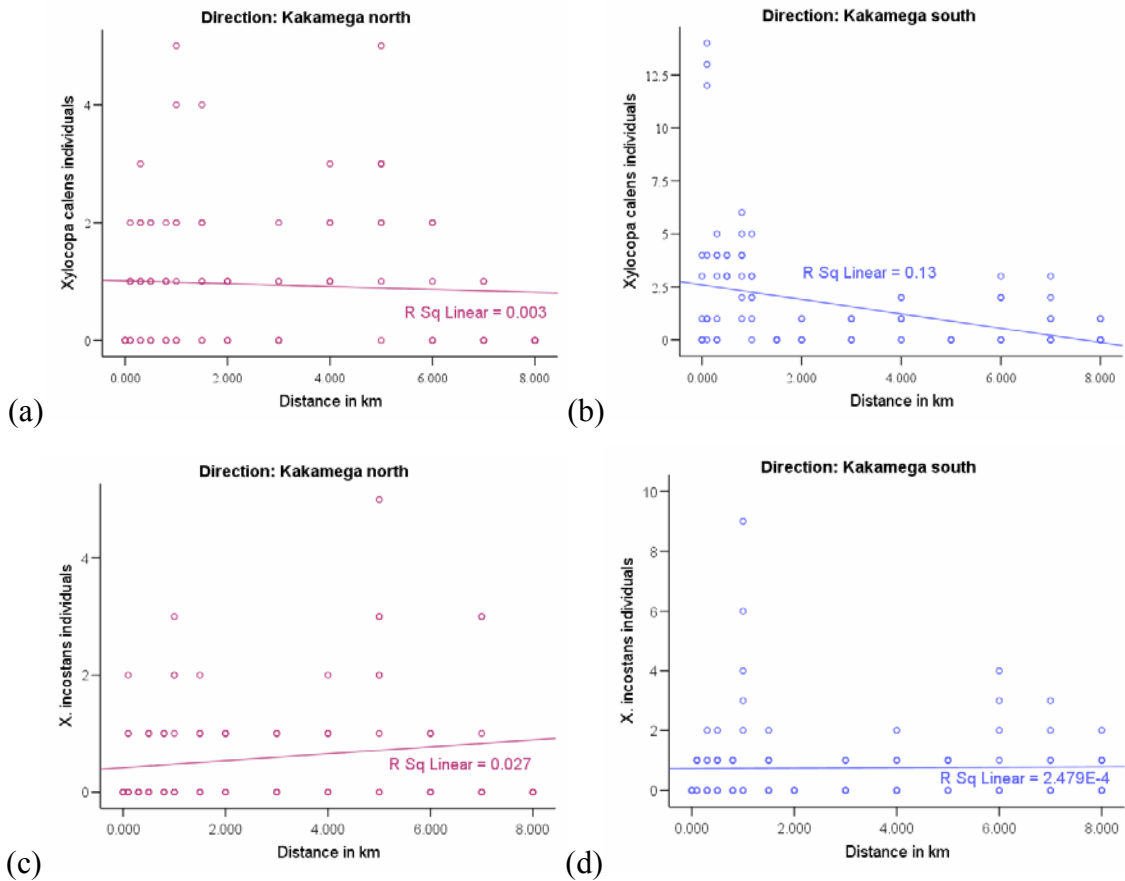 Direction: Kakamega north
Xylocopa calens individuals
4
2
0
R Sq Linear = 0.003
0.000 2.000 4.000 6.000 8.000
Distance in km
(a)
Direction: Kakamega south
Xylocopa calens individuals
12.5
10
7.5
5
2.5
0
R Sq Linear = 0.13
0.000 2.000 4.000 6.000 8.000
Distance in km
(b)
Direction: Kakamega north
X. incostans individuals
4
2
0
R Sq Linear = 0.027
0.000 2.000 4.000 6.000 8.000
Distance in km
(c)
Direction: Kakamega south
X. incostans individuals
10
8
6
4
2
0
R Sq Linear = 2.479E-4
0.000 2.000 4.000 6.000 8.000
Distance in km
(d)